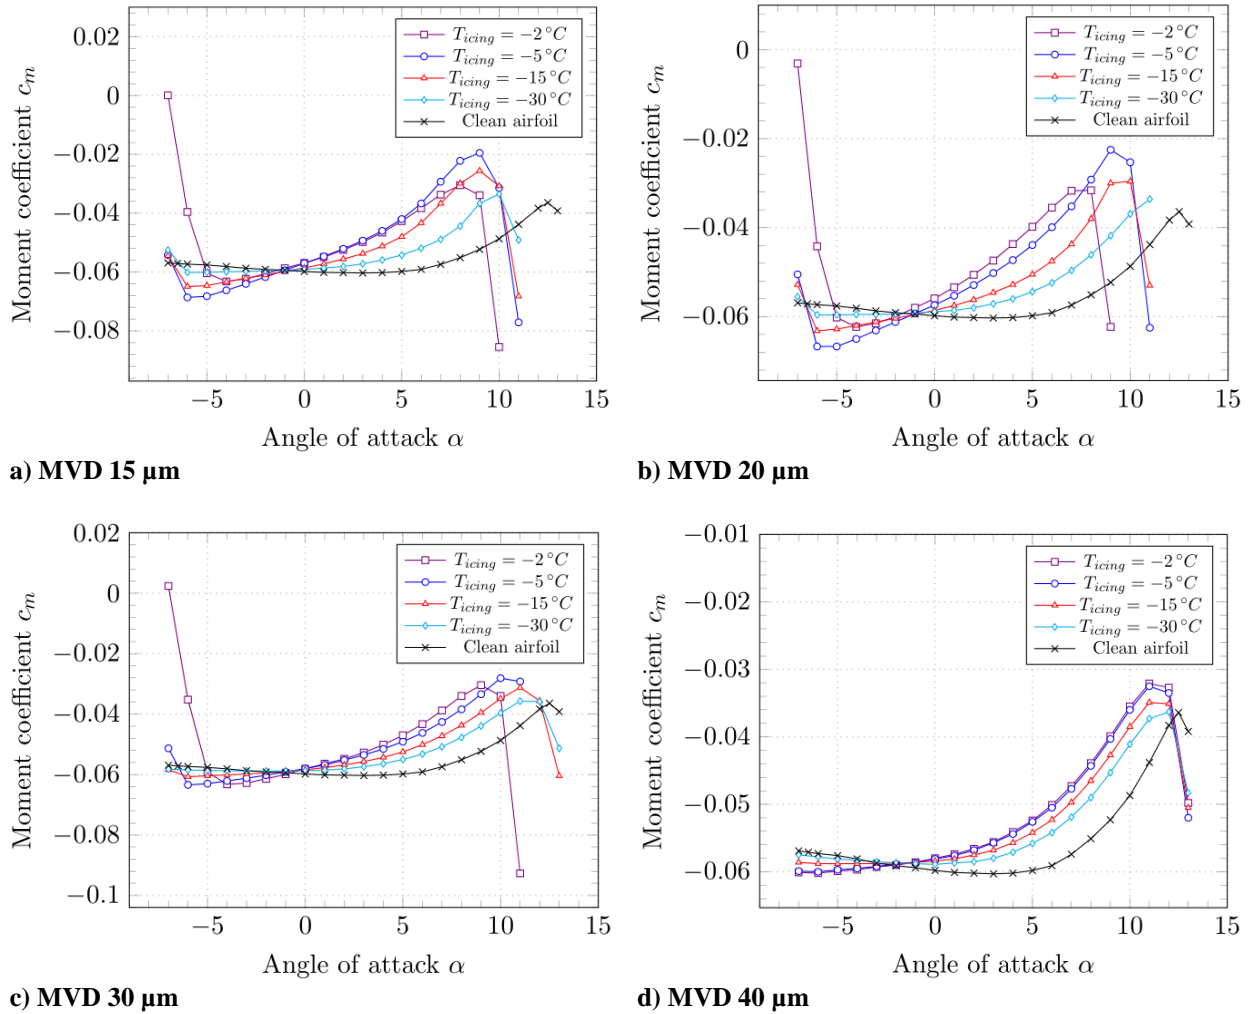 0.02
0
−0.02
−0.04
−0.06
−0.08
Moment coefficient c_m
T_icing = −2 °C
T_icing = −5 °C
T_icing = −15 °C
T_icing = −30 °C
Clean airfoil
−5 0 5 10 15
Angle of attack α
a) MVD 15 µm
0
−0.02
−0.04
−0.06
Moment coefficient c_m
T_icing = −2 °C
T_icing = −5 °C
T_icing = −15 °C
T_icing = −30 °C
Clean airfoil
−5 0 5 10 15
Angle of attack α
b) MVD 20 µm
0.02
0
−0.02
−0.04
−0.06
−0.08
−0.1
Moment coefficient c_m
T_icing = −2 °C
T_icing = −5 °C
T_icing = −15 °C
T_icing = −30 °C
Clean airfoil
−5 0 5 10 15
Angle of attack α
c) MVD 30 µm
−0.01
−0.02
−0.03
−0.04
−0.05
−0.06
Moment coefficient c_m
T_icing = −2 °C
T_icing = −5 °C
T_icing = −15 °C
T_icing = −30 °C
Clean airfoil
−5 0 5 10 15
Angle of attack α
d) MVD 40 µm